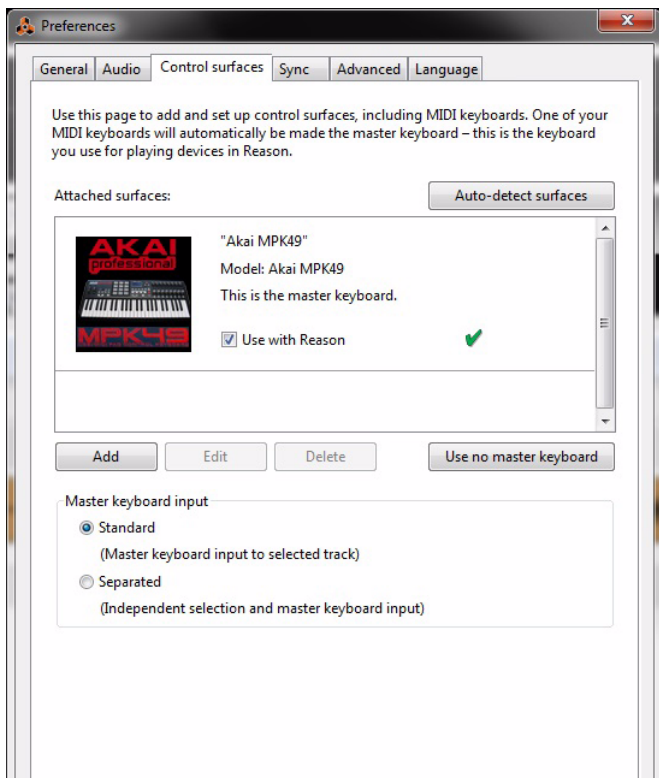 Preferences
General Audio Control surfaces Sync Advanced Language
Use this page to add and set up control surfaces, including MIDI keyboards. One of your
MIDI keyboards will automatically be made the master keyboard – this is the keyboard
you use for playing devices in Reason.
Attached surfaces:
Auto-detect surfaces
AKAI
professional
MPK49
"Akai MPK49"
Model: Akai MPK49
This is the master keyboard.
Use with Reason
Add Edit Delete Use no master keyboard
Master keyboard input
Standard
(Master keyboard input to selected track)
Separated
(Independent selection and master keyboard input)